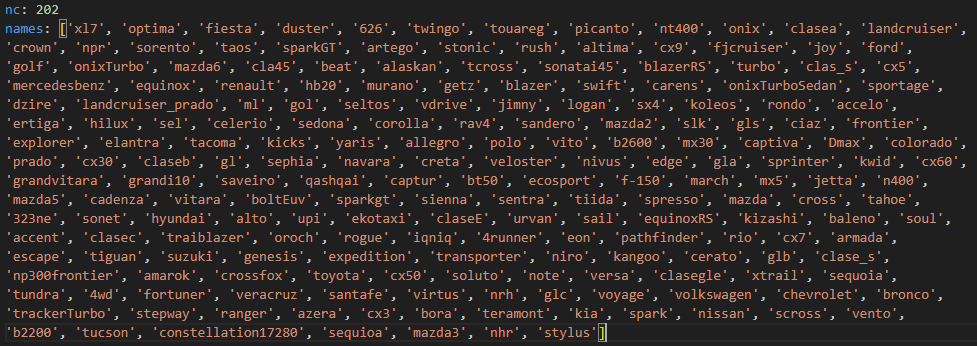 nc: 202
names: ['xl7', 'optima', 'fiesta', 'duster', '626', 'twingo', 'touareg', 'picanto', 'nt400', 'onix', 'clasea', 'landcruiser',
'crown', 'npr', 'sorento', 'taos', 'sparkGT', 'artego', 'stonic', 'rush', 'altima', 'cx9', 'fjcruiser', 'joy', 'ford',
'golf', 'onixTurbo', 'mazda6', 'cla45', 'beat', 'alaskan', 'tcross', 'sonatai45', 'blazerRS', 'turbo', 'clas_s', 'cx5',
'mercedesbenz', 'equinox', 'renault', 'hb20', 'murano', 'getz', 'blazer', 'swift', 'carens', 'onixTurboSedan', 'sportage',
'dzire', 'landcruiser_prado', 'ml', 'gol', 'seltos', 'vdrive', 'jimny', 'logan', 'sx4', 'koleos', 'rondo', 'accelo',
'ertiga', 'hilux', 'sel', 'celerio', 'sedona', 'corolla', 'rav4', 'sandero', 'mazda2', 'slk', 'gls', 'ciaz', 'frontier',
'explorer', 'elantra', 'tacoma', 'kicks', 'yaris', 'allegro', 'polo', 'vito', 'b2600', 'mx30', 'captiva', 'Dmax', 'colorado',
'prado', 'cx30', 'claseb', 'gl', 'sephia', 'navara', 'creta', 'veloster', 'nivus', 'edge', 'gla', 'sprinter', 'kwid', 'cx60',
'grandvitara', 'grandi10', 'saveiro', 'qashqai', 'captur', 'bt50', 'ecosport', 'f-150', 'march', 'mx5', 'jetta', 'n400',
'mazda5', 'cadenza', 'vitara', 'boltEuv', 'sparkgt', 'sienna', 'sentra', 'tiida', 'spresso', 'mazda', 'cross', 'tahoe',
'323ne', 'sonet', 'hyundai', 'alto', 'upi', 'ekotaxi', 'claseE', 'urvan', 'sail', 'equinoxRS', 'kizashi', 'baleno', 'soul',
'accent', 'clasec', 'traiblazer', 'oroch', 'rogue', 'iqniq', '4runner', 'eon', 'pathfinder', 'rio', 'cx7', 'armada',
'escape', 'tiguan', 'suzuki', 'genesis', 'expedition', 'transporter', 'niro', 'kangoo', 'cerato', 'glb', 'clase_s',
'np300frontier', 'amarok', 'crossfox', 'toyota', 'cx50', 'soluto', 'note', 'versa', 'clasegle', 'xtrail', 'sequoia',
'tundra', '4wd', 'fortuner', 'veracruz', 'santafe', 'virtus', 'nrh', 'glc', 'voyage', 'volkswagen', 'chevrolet', 'bronco',
'trackerTurbo', 'stepway', 'ranger', 'azera', 'cx3', 'bora', 'teramont', 'kia', 'spark', 'nissan', 'scross', 'vento',
'b2200', 'tucson', 'constellation17280', 'sequioa', 'mazda3', 'nhr', 'stylus']